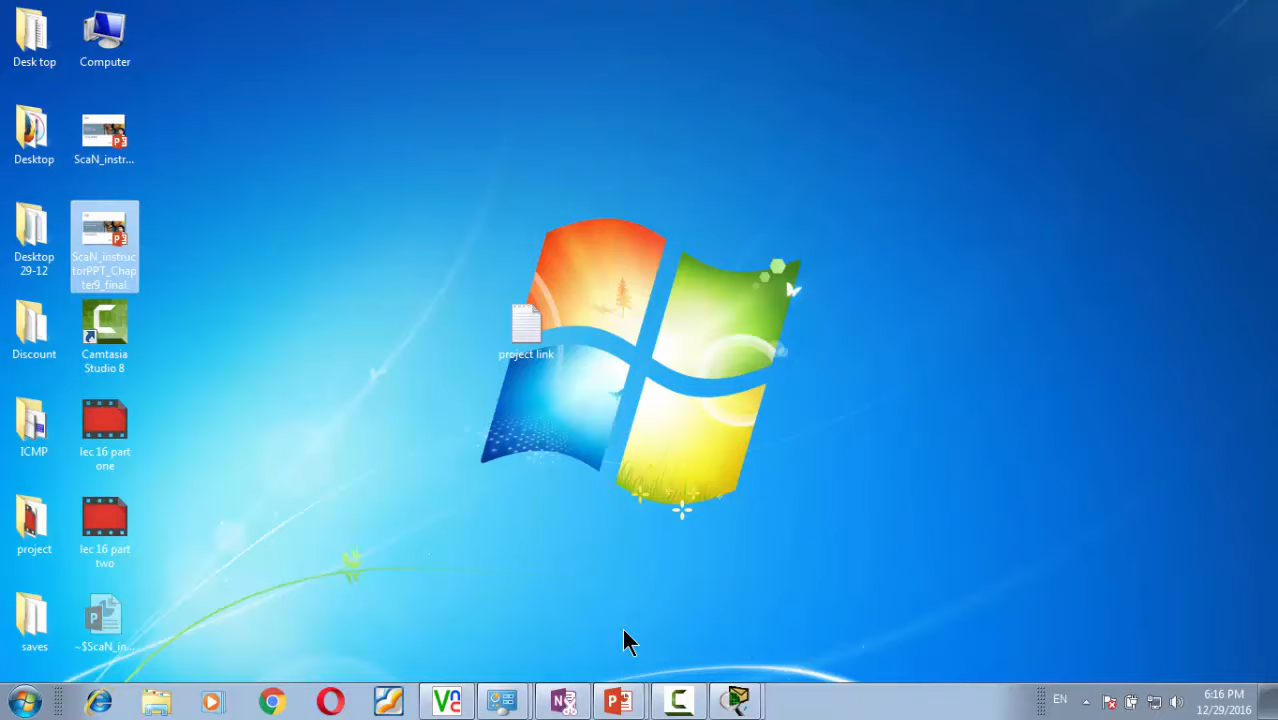 Desk top
Computer
Desktop
ScaN_instr...
Desktop
29-12
ScaN_instruc
torPPT_Chap
ter9_final
Discount
Camtasia
Studio 8
project link
ICMP
lec 16 part
one
project
lec 16 part
two
saves
~$ScaN_in...
EN
6:16 PM
12/29/2016